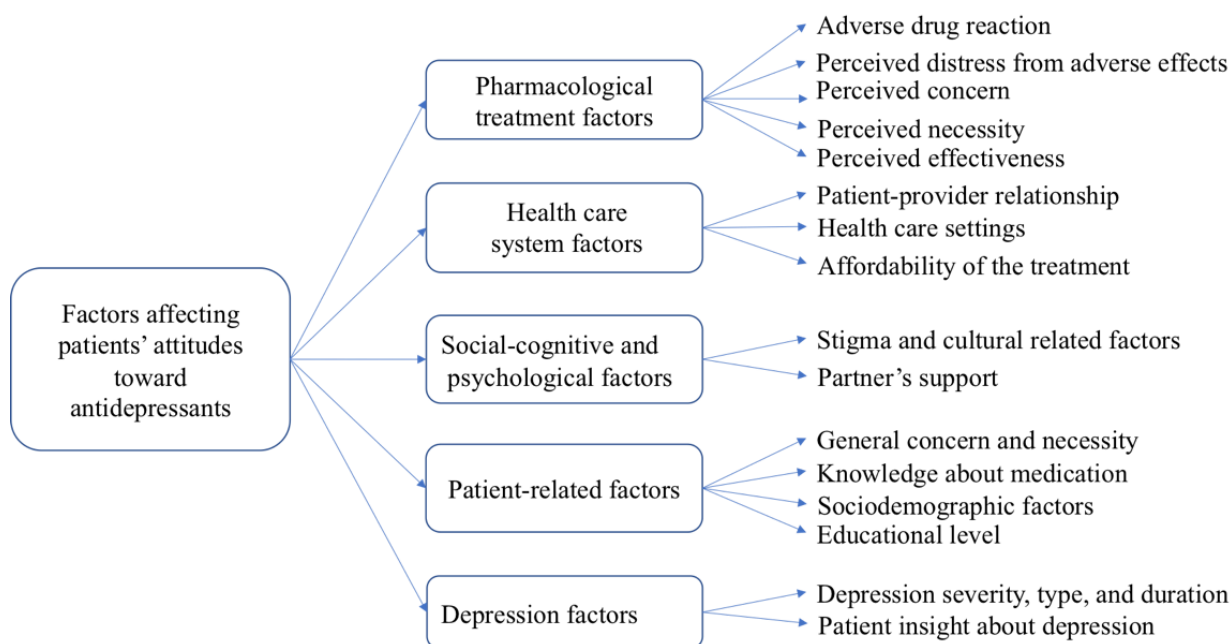 Factors affecting
patients’ attitudes
toward
antidepressants
Pharmacological
treatment factors
Adverse drug reaction
Perceived distress from adverse effects
Perceived concern
Perceived necessity
Perceived effectiveness
Health care
system factors
Patient-provider relationship
Health care settings
Affordability of the treatment
Social-cognitive and
psychological factors
Stigma and cultural related factors
Partner’s support
Patient-related factors
General concern and necessity
Knowledge about medication
Sociodemographic factors
Educational level
Depression factors
Depression severity, type, and duration
Patient insight about depression